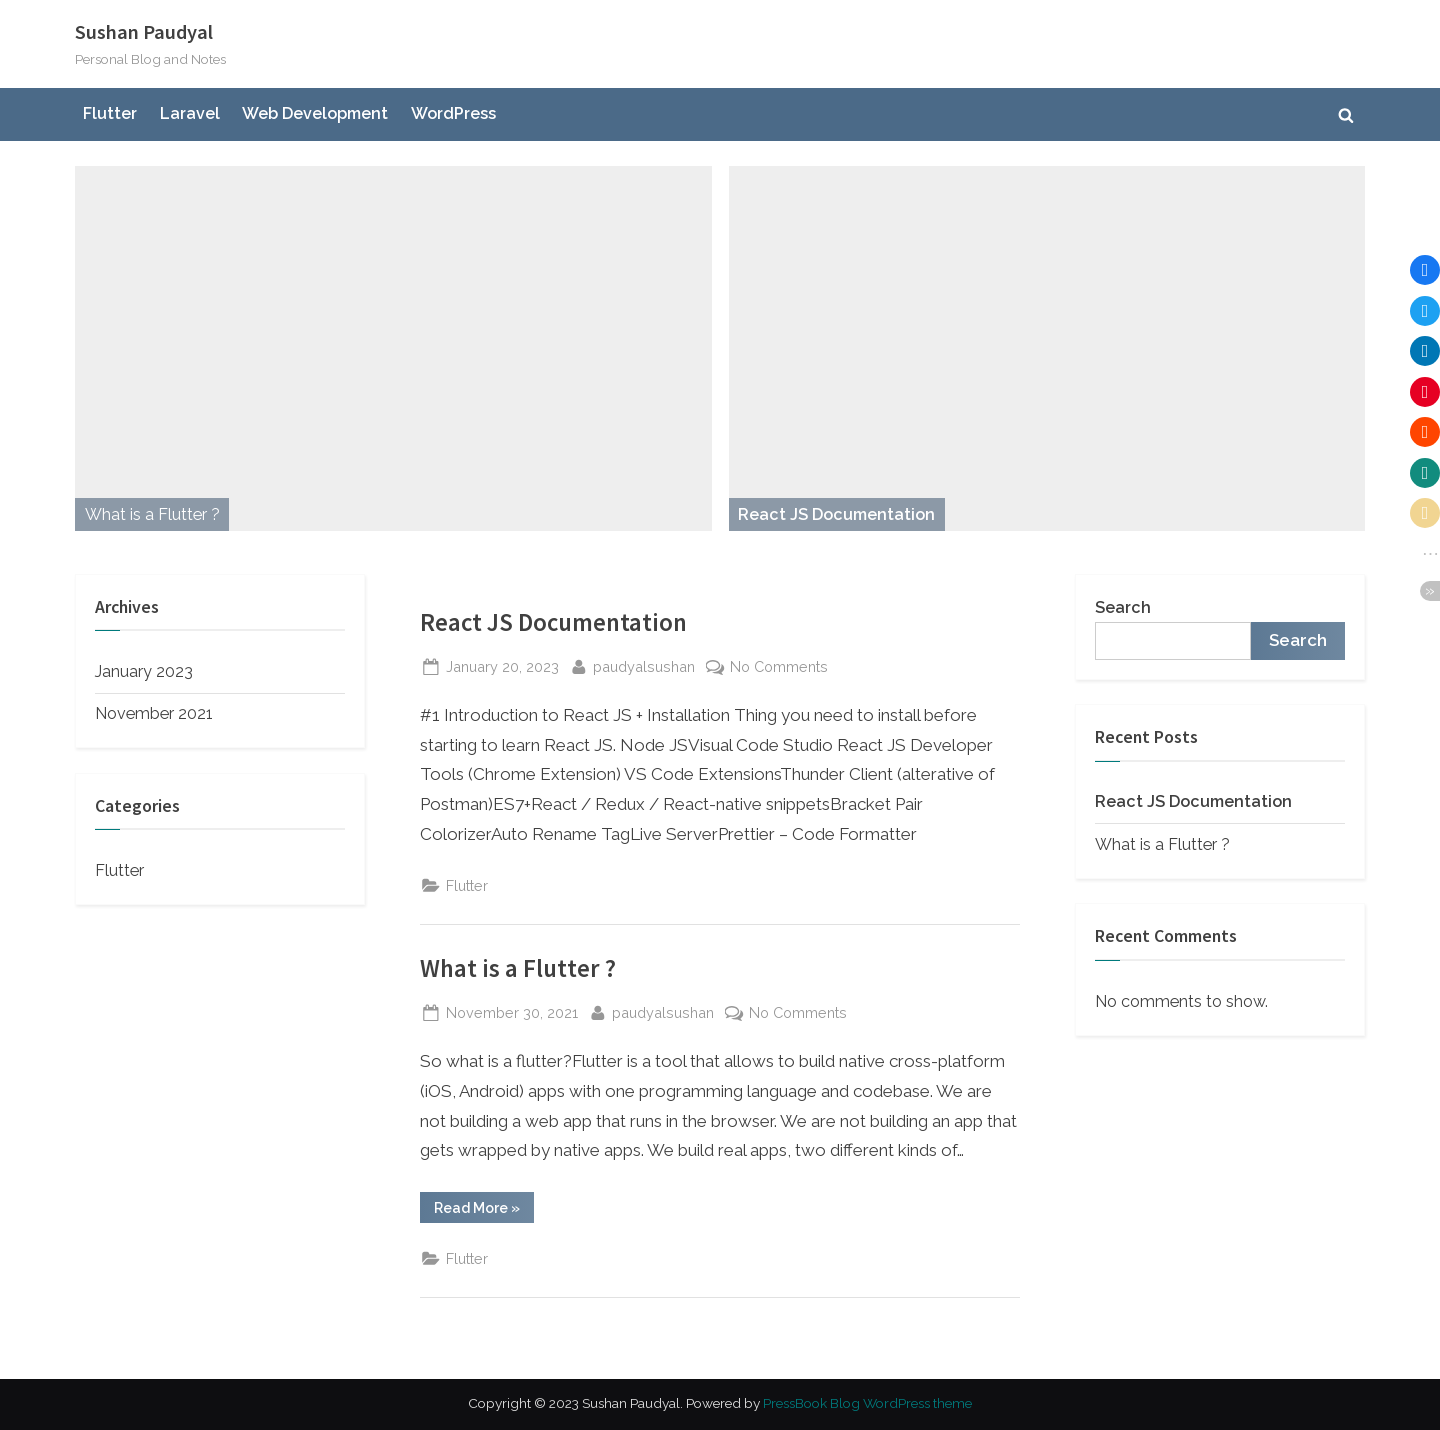 Sushan Paudyal
Personal Blog and Notes
Flutter
Laravel
Web Development
WordPress
What is a Flutter ?
React JS Documentation
Archives
January 2023
November 2021
Categories
Flutter
React JS Documentation
January 20, 2023 paudyalsushan No Comments
#1 Introduction to React JS + Installation Thing you need to install before
starting to learn React JS. Node JSVisual Code Studio React JS Developer
Tools (Chrome Extension) VS Code ExtensionsThunder Client (alterative of
Postman)ES7+React / Redux / React-native snippetsBracket Pair
ColorizerAuto Rename TagLive ServerPrettier – Code Formatter
Flutter
What is a Flutter ?
November 30, 2021 paudyalsushan No Comments
So what is a flutter?Flutter is a tool that allows to build native cross-platform
(iOS, Android) apps with one programming language and codebase. We are
not building a web app that runs in the browser. We are not building an app that
gets wrapped by native apps. We build real apps, two different kinds of…
Read More »
Flutter
Search
Search
Recent Posts
React JS Documentation
What is a Flutter ?
Recent Comments
No comments to show.
...
»
Copyright © 2023 Sushan Paudyal. Powered by PressBook Blog WordPress theme